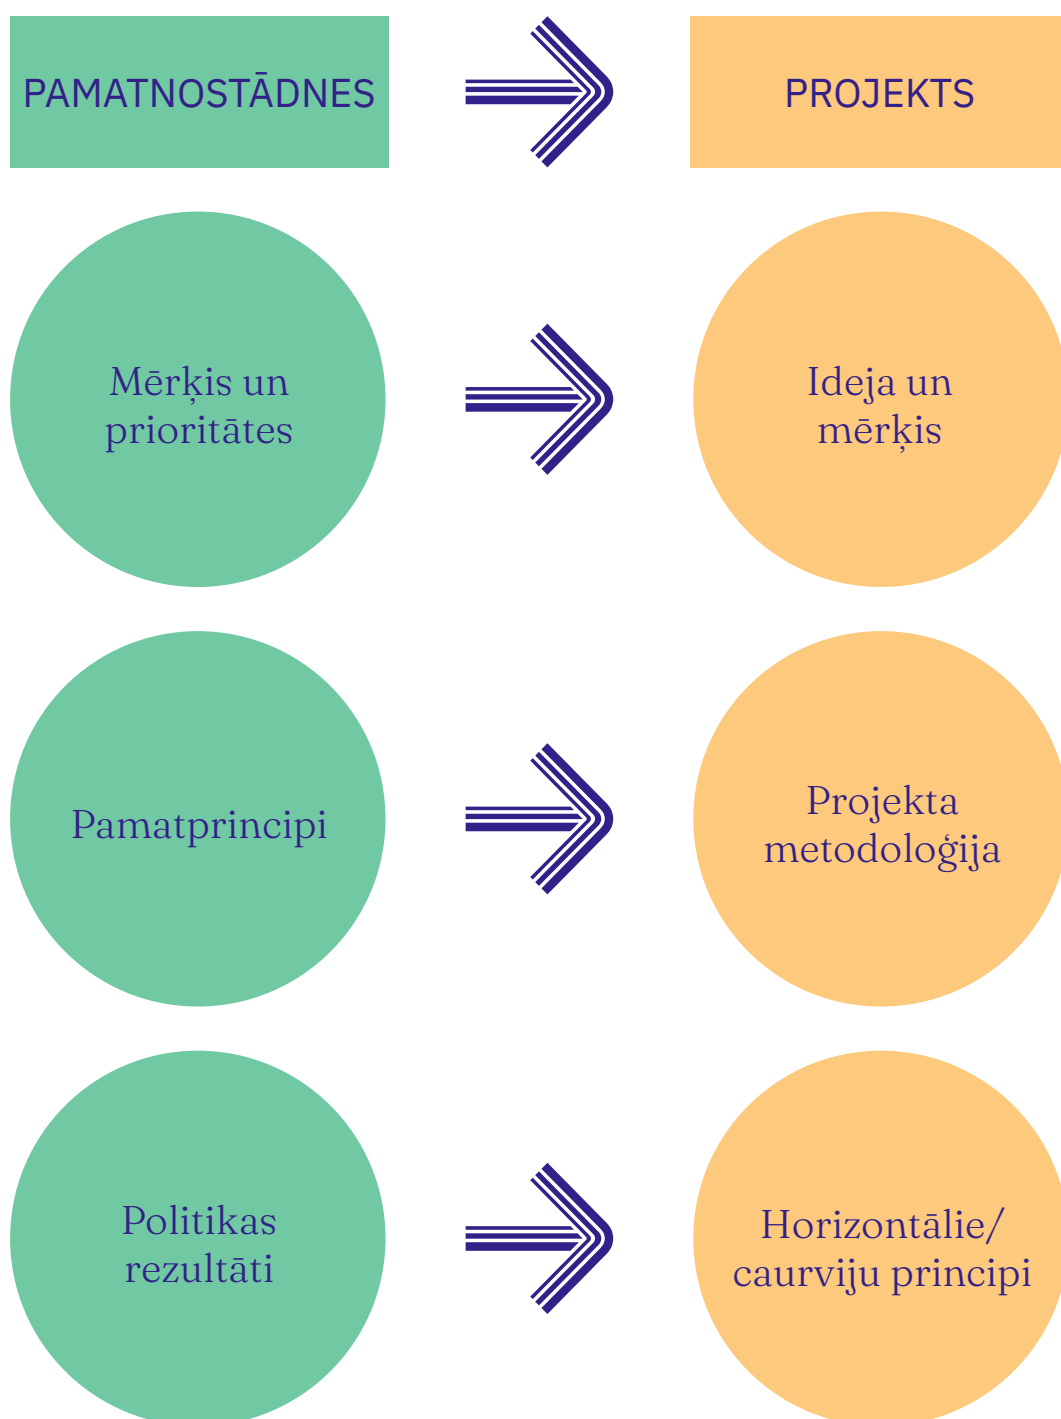 PAMATNOSTĀDNES
PROJEKTS
Mērķis un
prioritātes
Ideja un
mērķis
Pamatprincipi
Projekta
metodoloģija
Politikas
rezultāti
Horizontālie/
caurviju principi